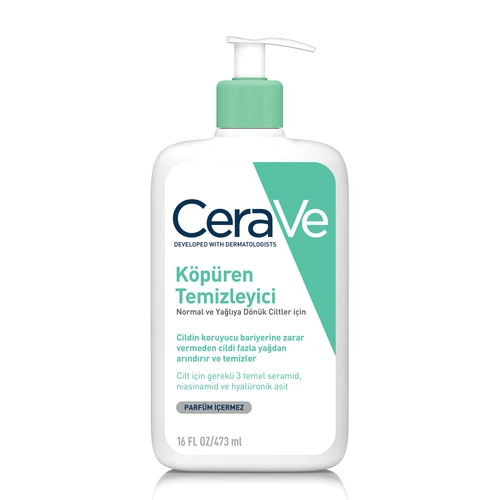 CeraVe
DEVELOPED WITH DERMATOLOGISTS
Köpüren
Temizleyici
Normal ve Yağlıya Dönük Ciltler için
Cildin koruyucu bariyerine zarar
vermeden cildi fazla yağdan
arındırır ve temizler
Cilt için gerekli 3 temel seramid,
niasinamid ve hyalüronik asit
PARFÜM İÇERMEZ
16 FL OZ/473 ml